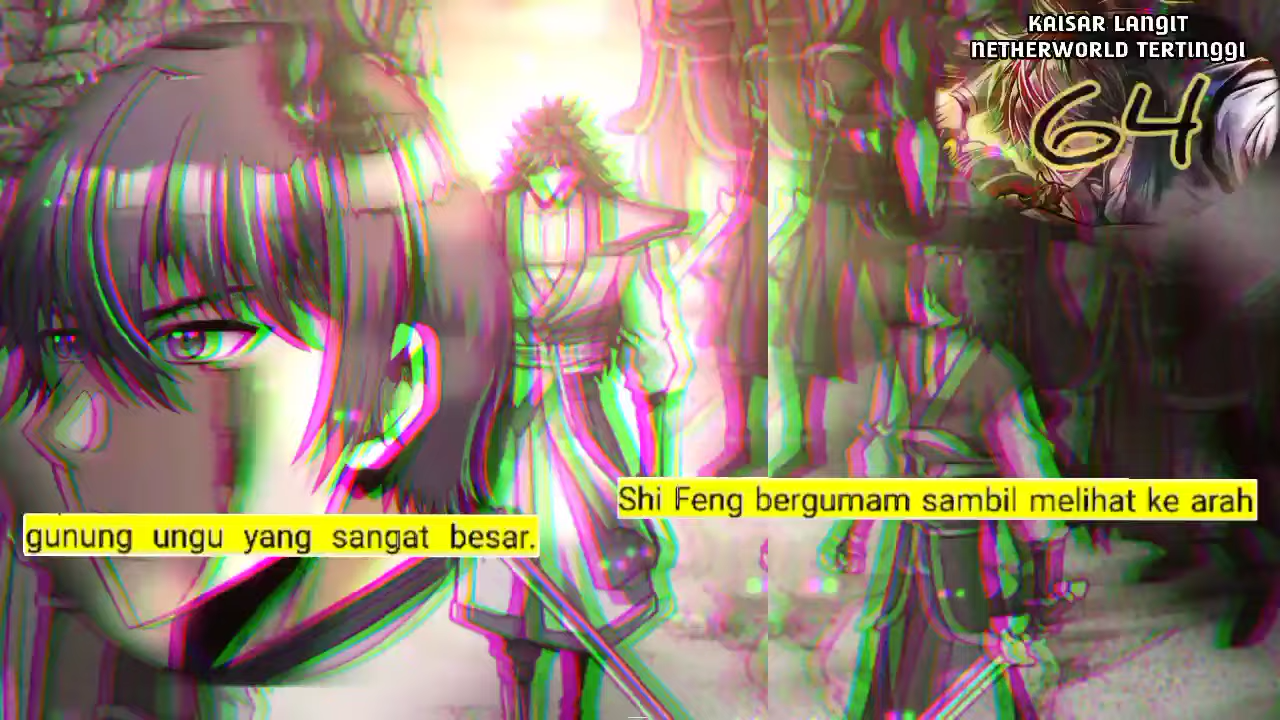 KAISAR LANGIT
NETHERWORLD TERTINGGI
64
Shi Feng bergumam sambil melihat ke arah
gunung ungu yang sangat besar.